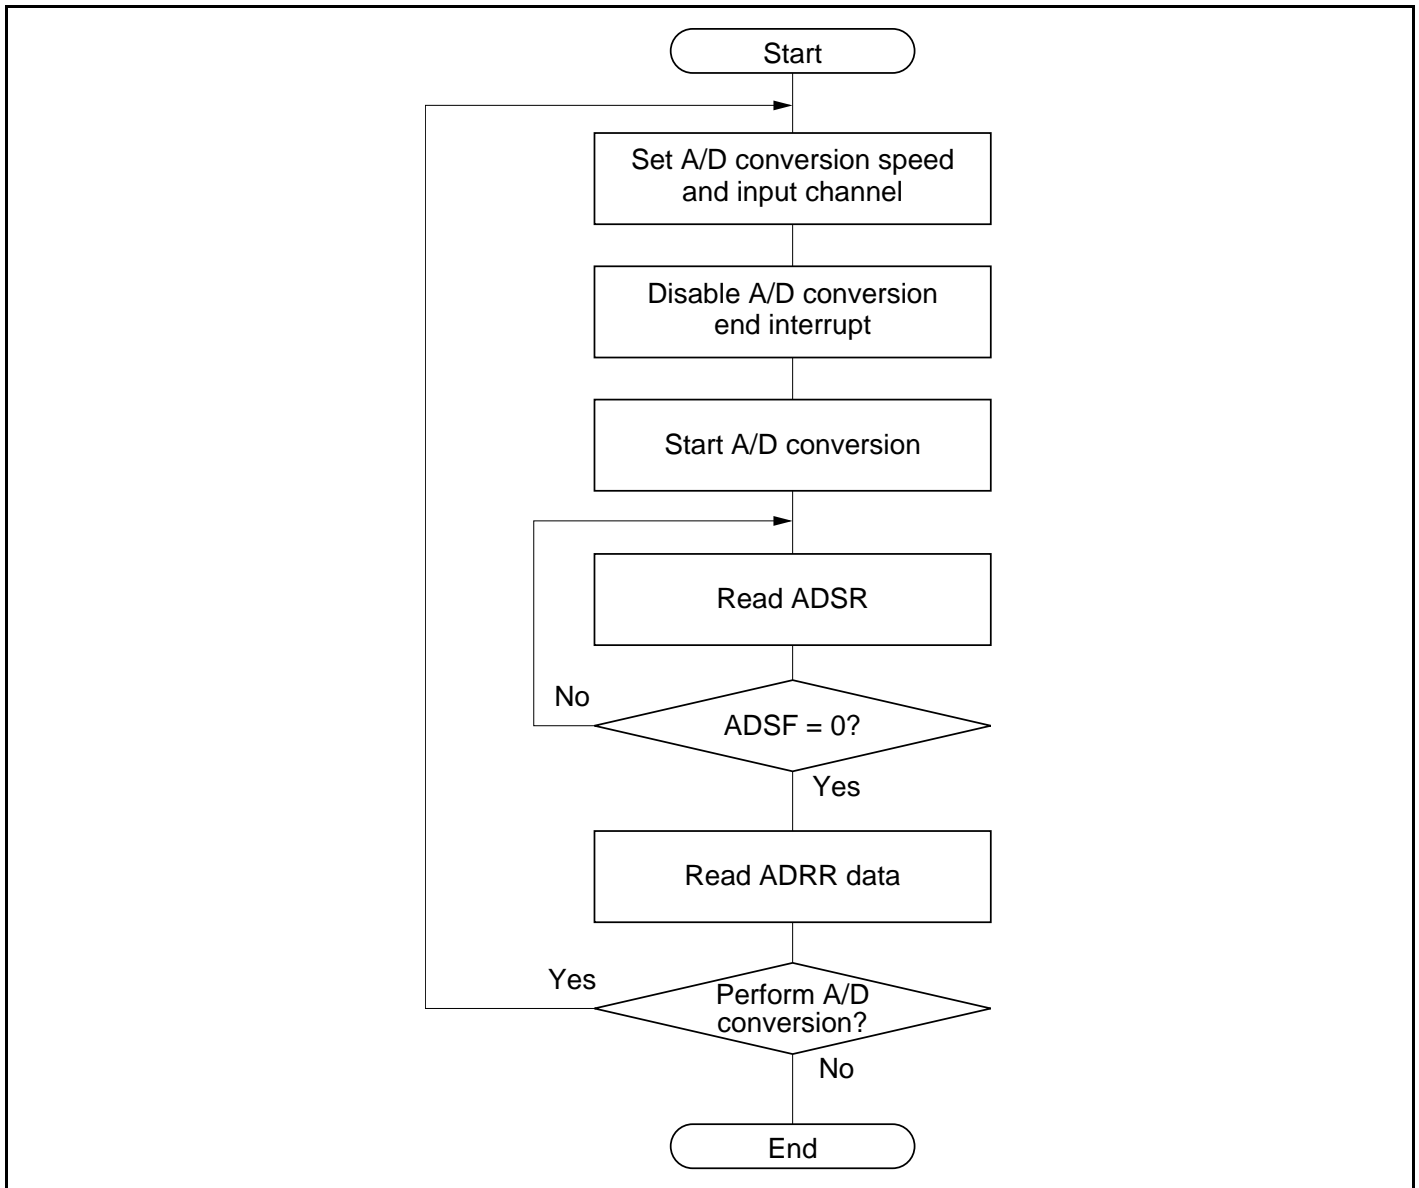 Start
Set A/D conversion speed
and input channel
Disable A/D conversion
end interrupt
Start A/D conversion
Read ADSR
No
ADSF = 0?
Yes
Read ADRR data
Yes
Perform A/D
conversion?
No
End